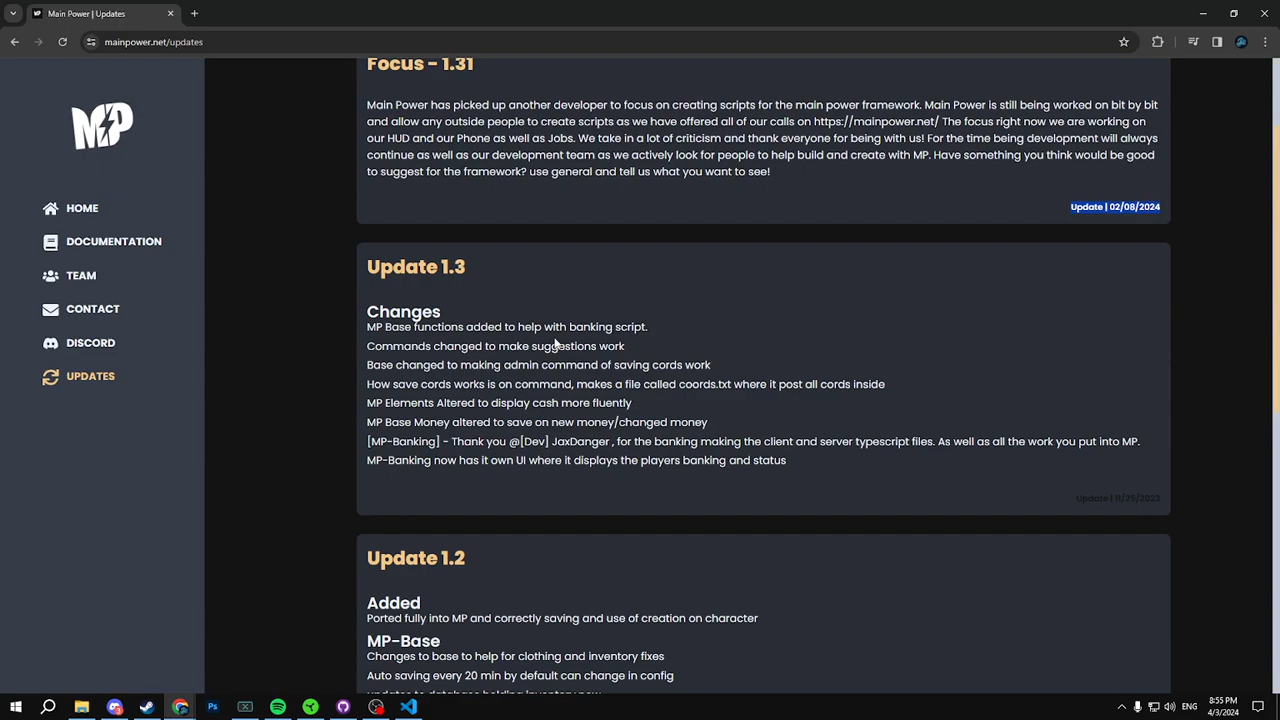 Main Power | Updates
mainpower.net/updates
MP
HOME
DOCUMENTATION
TEAM
CONTACT
DISCORD
UPDATES
Focus - 1.31
Main Power has picked up another developer to focus on creating scripts for the main power framework. Main Power is still being worked on bit by bit
and allow any outside people to create scripts as we have offered all of our calls on https://mainpower.net/ The focus right now we are working on
our HUD and our Phone as well as Jobs. We take in a lot of criticism and thank everyone for being with us! For the time being development will always
continue as well as our development team as we actively look for people to help build and create with MP. Have something you think would be good
to suggest for the framework? use general and tell us what you want to see!
Update | 02/08/2024
Update 1.3
Changes
MP Base functions added to help with banking script.
Commands changed to make suggestions work
Base changed to making admin command of saving cords work
How save cords works is on command, makes a file called coords.txt where it post all cords inside
MP Elements Altered to display cash more fluently
MP Base Money altered to save on new money/changed money
[MP-Banking] - Thank you @[Dev] JaxDanger , for the banking making the client and server typescript files. As well as all the work you put into MP.
MP-Banking now has it own UI where it displays the players banking and status
Update | 11/25/2023
Update 1.2
Added
Ported fully into MP and correctly saving and use of creation on character
MP-Base
Changes to base to help for clothing and inventory fixes
Auto saving every 20 min by default can change in config
updates to database holding inventory now
ENG
8:55 PM
4/3/2024